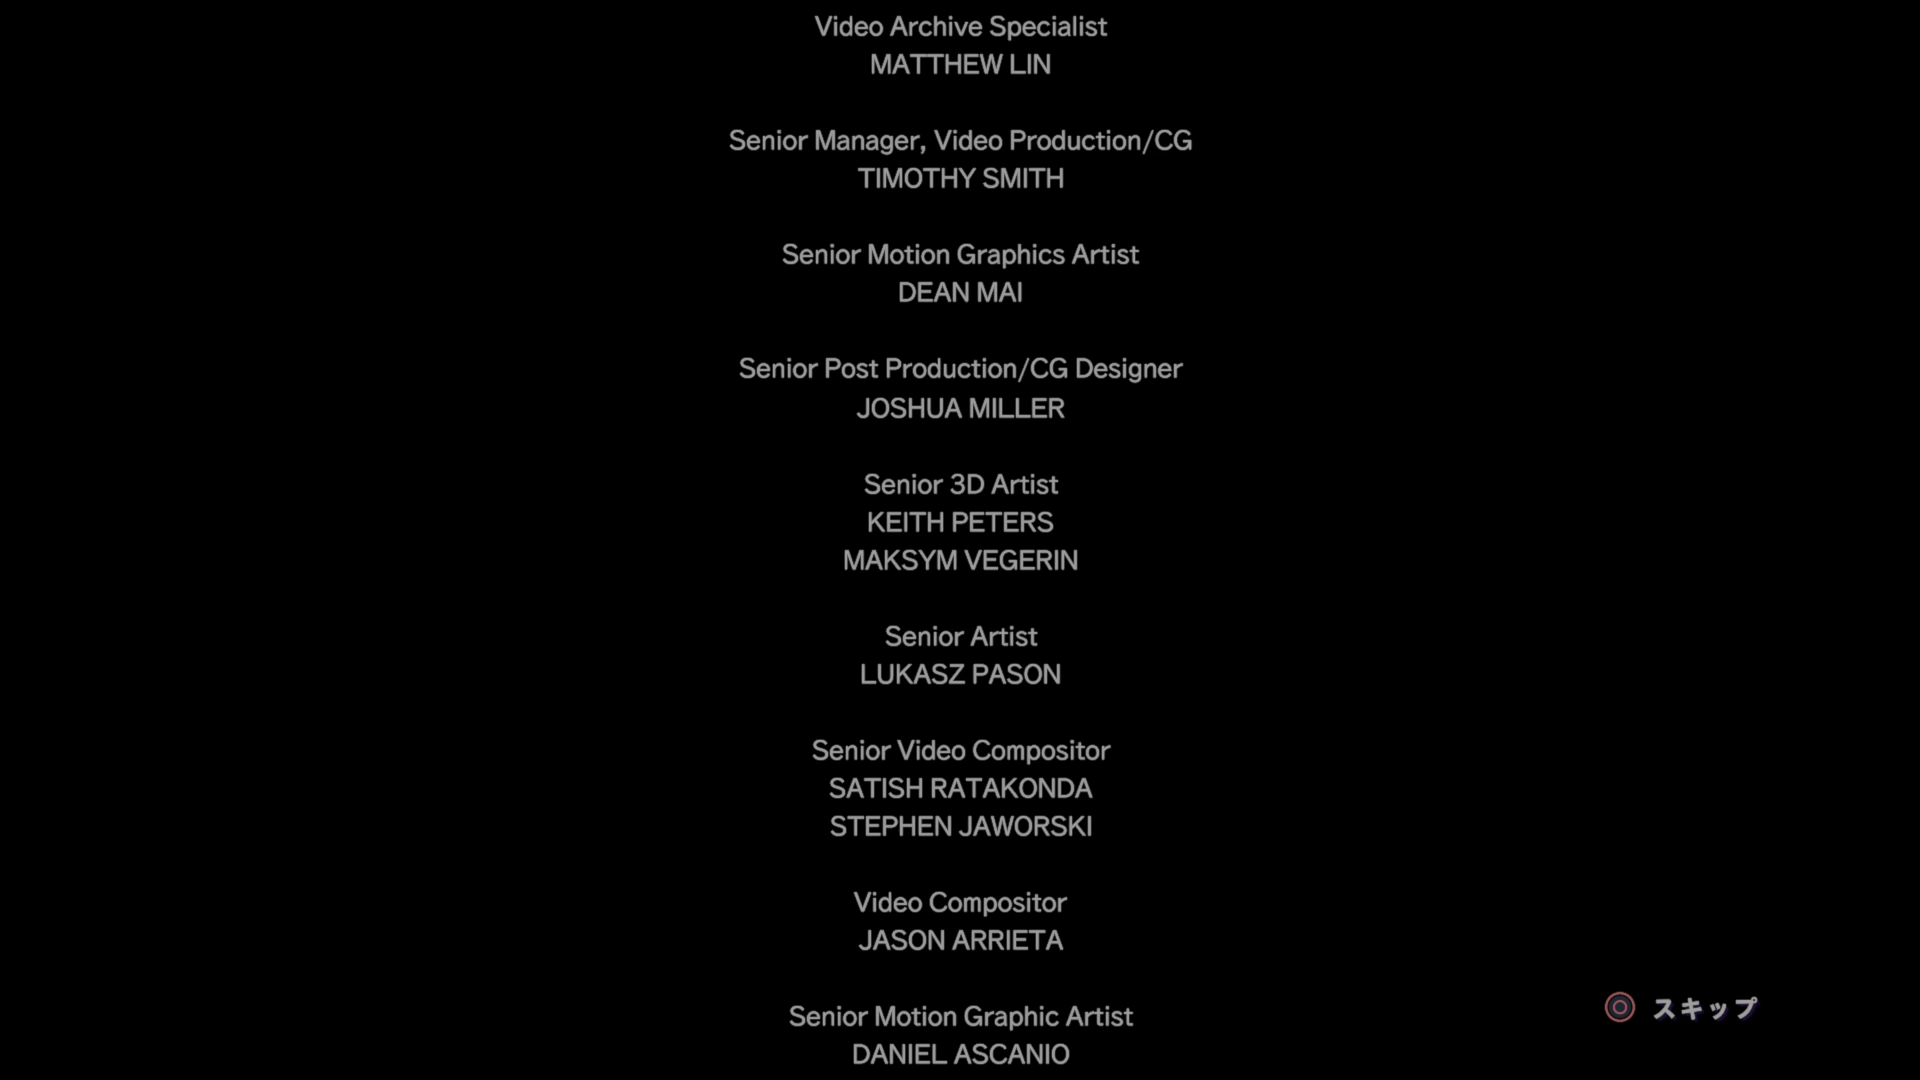 Video Archive Specialist
MATTHEW LIN
Senior Manager, Video Production/CG
TIMOTHY SMITH
Senior Motion Graphics Artist
DEAN MAI
Senior Post Production/CG Designer
JOSHUA MILLER
Senior 3D Artist
KEITH PETERS
MAKSYM VEGERIN
Senior Artist
LUKASZ PASON
Senior Video Compositor
SATISH RATAKONDA
STEPHEN JAWORSKI
Video Compositor
JASON ARRIETA
Senior Motion Graphic Artist
DANIEL ASCANIO
スキップ